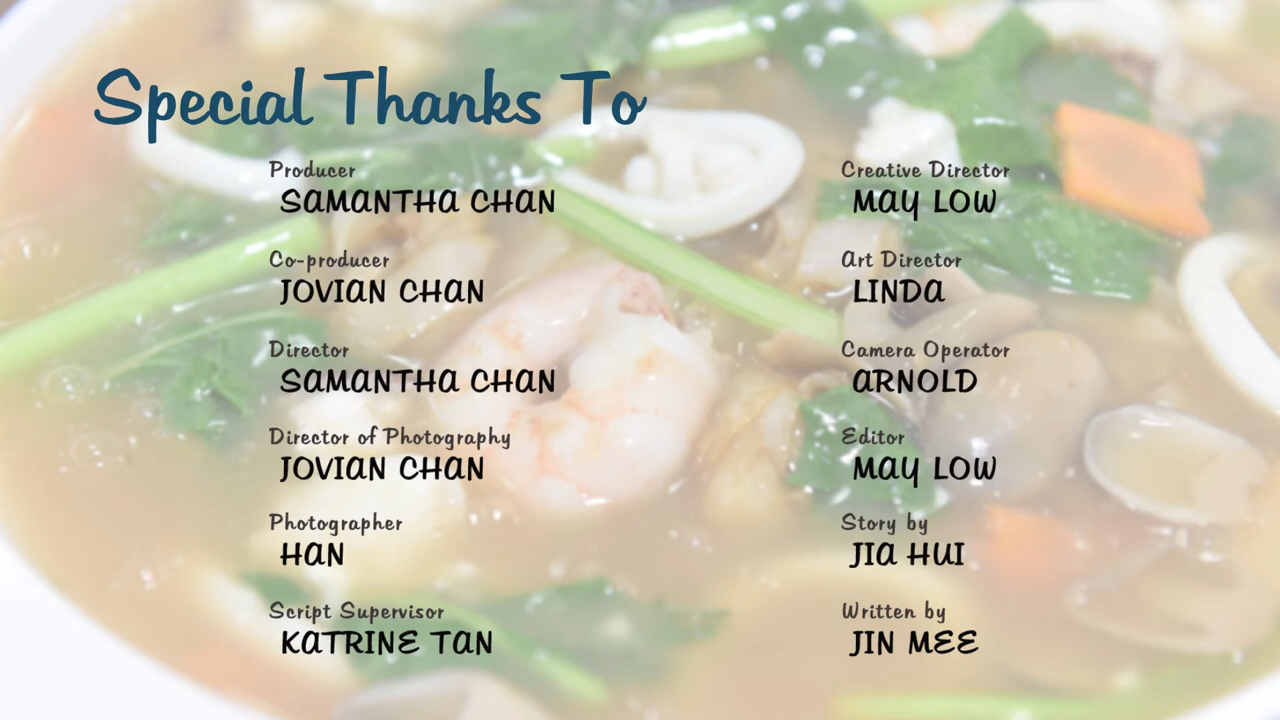 Special Thanks To
Producer
SAMANTHA CHAN
Co-producer
JOVIAN CHAN
Director
SAMANTHA CHAN
Director of Photography
JOVIAN CHAN
Photographer
HAN
Script Supervisor
KATRINE TAN
Creative Director
MAY LOW
Art Director
LINDA
Camera Operator
ARNOLD
Editor
MAY LOW
Story by
JIA HUI
Written by
JIN MEE